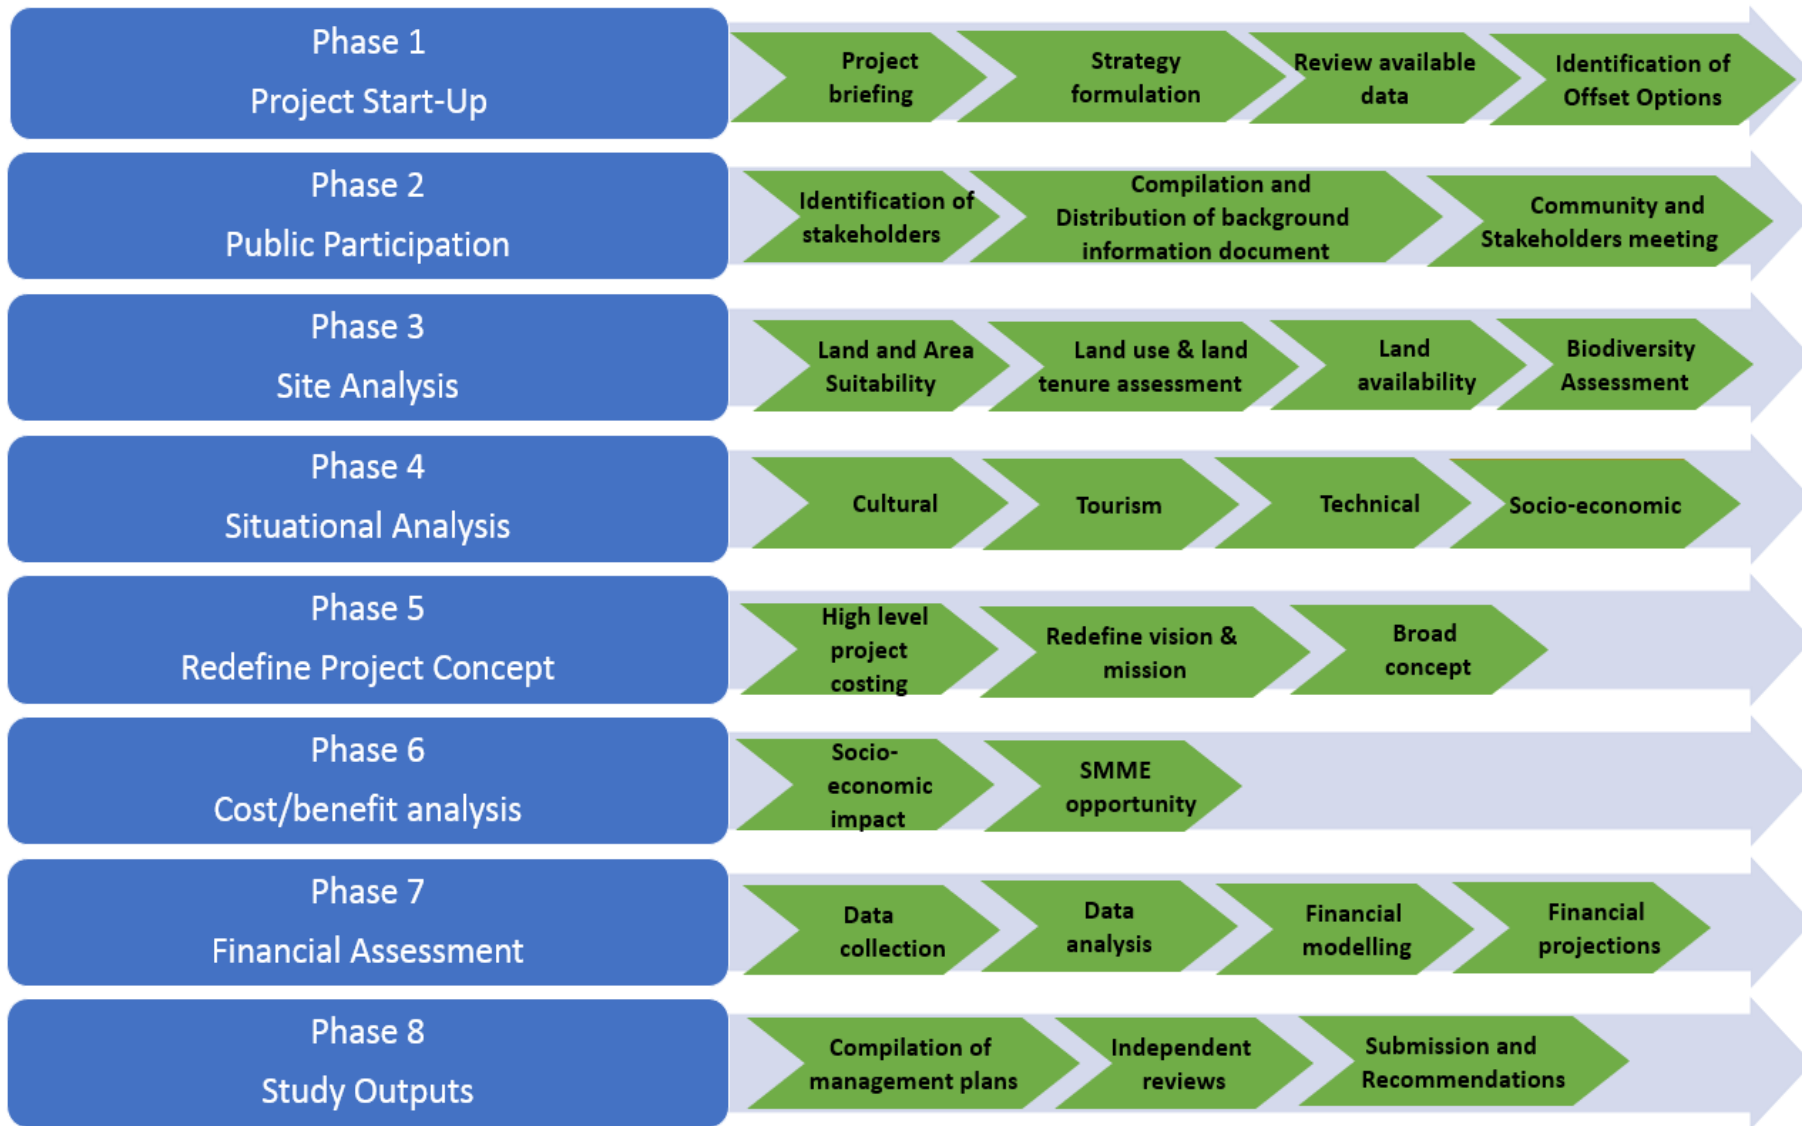 Phase 1
Project Start-Up
Project
briefing
Strategy
formulation
Review available
data
Identification of
Offset Options
Phase 2
Public Participation
Identification of
stakeholders
Compilation and
Distribution of background
information document
Community and
Stakeholders meeting
Phase 3
Site Analysis
Land and Area
Suitability
Land use & land
tenure assessment
Land
availability
Biodiversity
Assessment
Phase 4
Situational Analysis
Cultural
Tourism
Technical
Socio-economic
Phase 5
Redefine Project Concept
High level
project
costing
Redefine vision &
mission
Broad
concept
Phase 6
Cost/benefit analysis
Socio-
economic
impact
SMME
opportunity
Phase 7
Financial Assessment
Data
collection
Data
analysis
Financial
modelling
Financial
projections
Phase 8
Study Outputs
Compilation of
management plans
Independent
reviews
Submission and
Recommendations